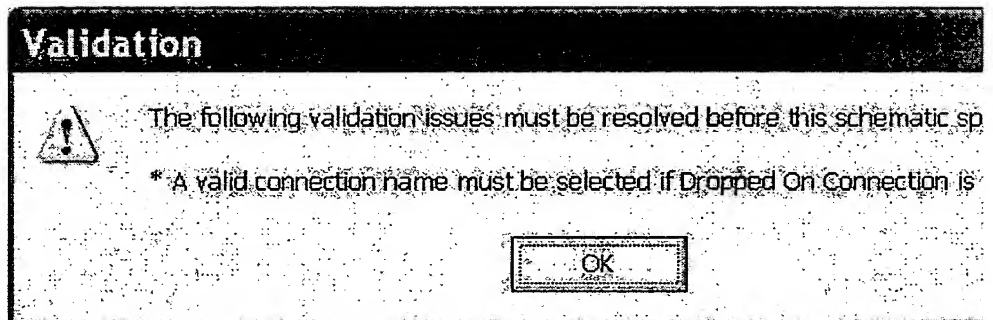 Validation
The following validation issues must be resolved before this schematic sp
* A valid connection name must be selected if Dropped On Connection is
OK